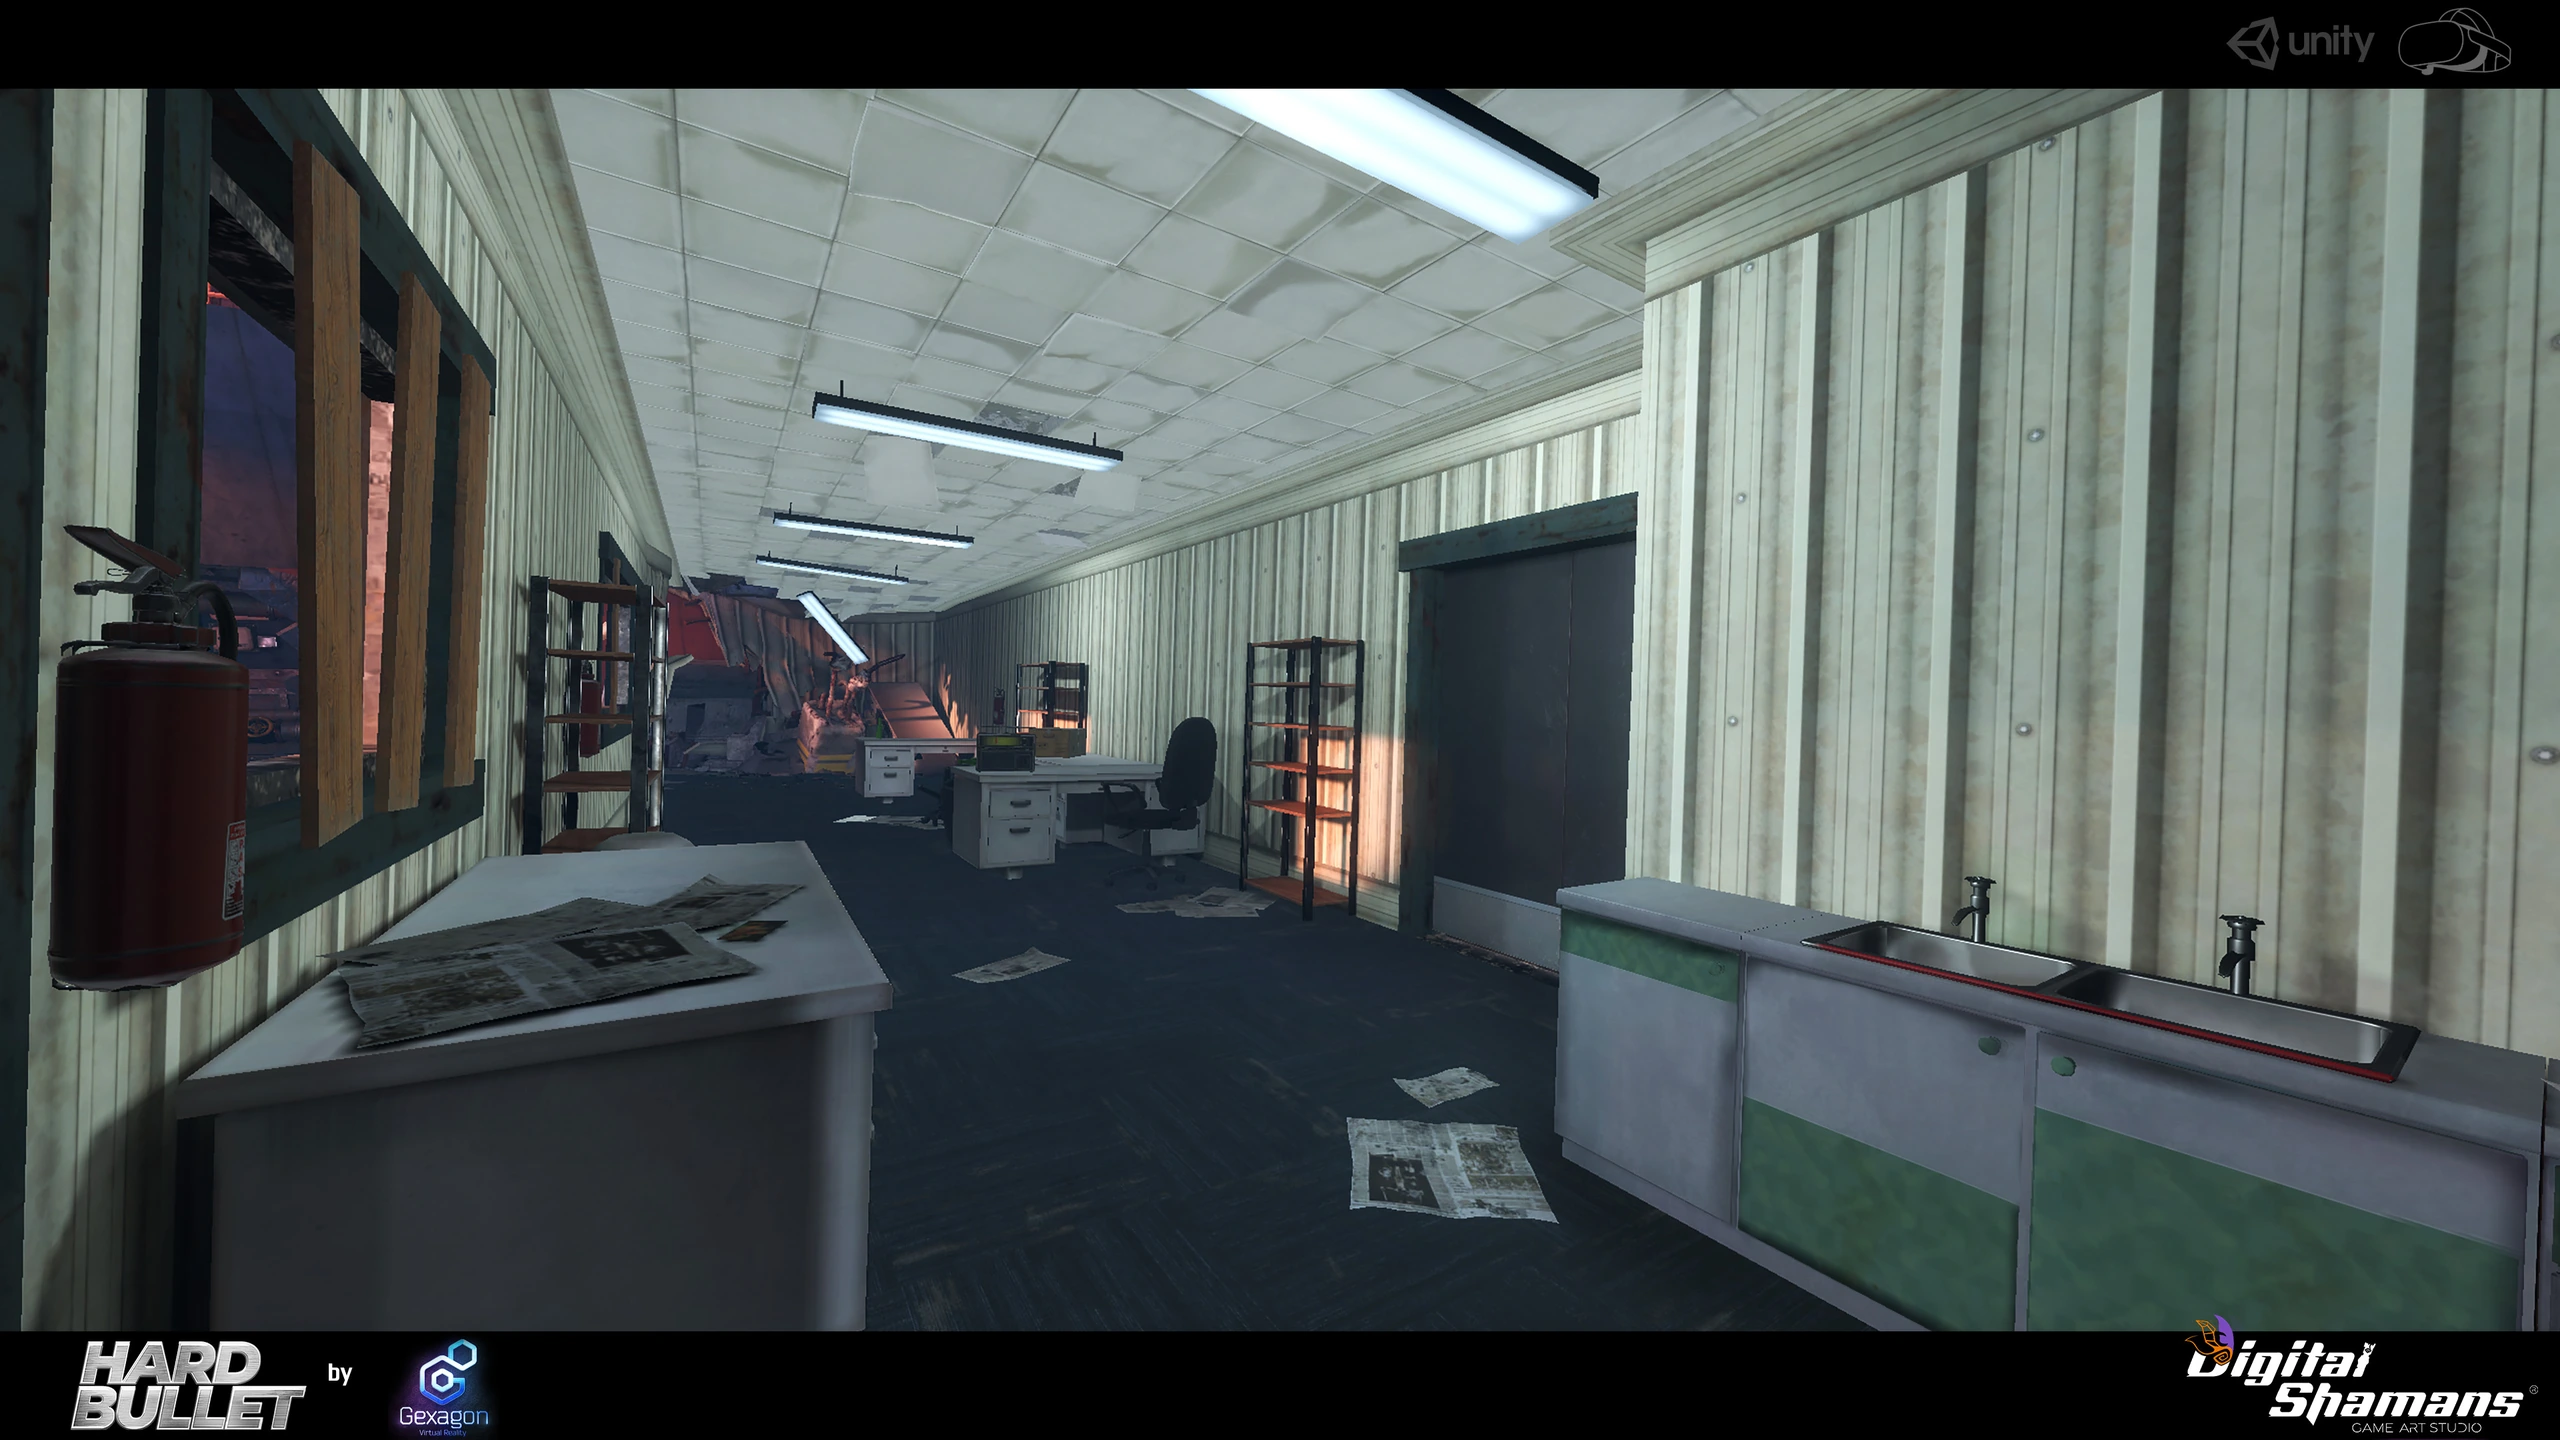 unity
HARD
BULLET
by
Gexagon
Virtual Reality
Digital
Shamans®
GAME ART STUDIO